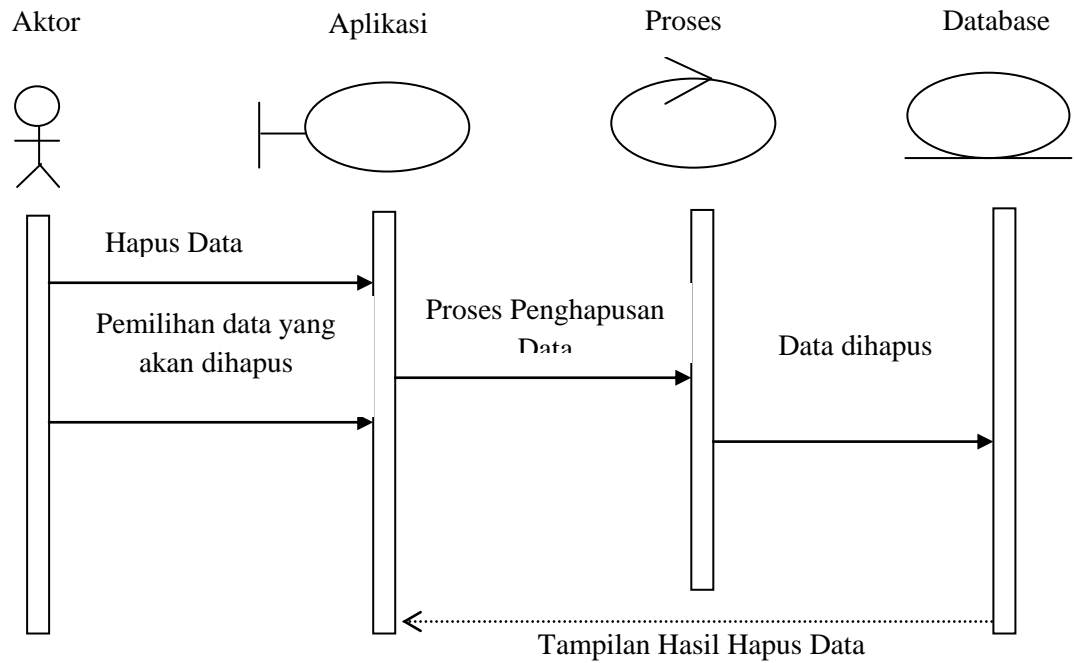 Aktor
Aplikasi
Proses
Database
Hapus Data
Pemilihan data yang
akan dihapus
Proses Penghapusan
Data
Data dihapus
Tampilan Hasil Hapus Data